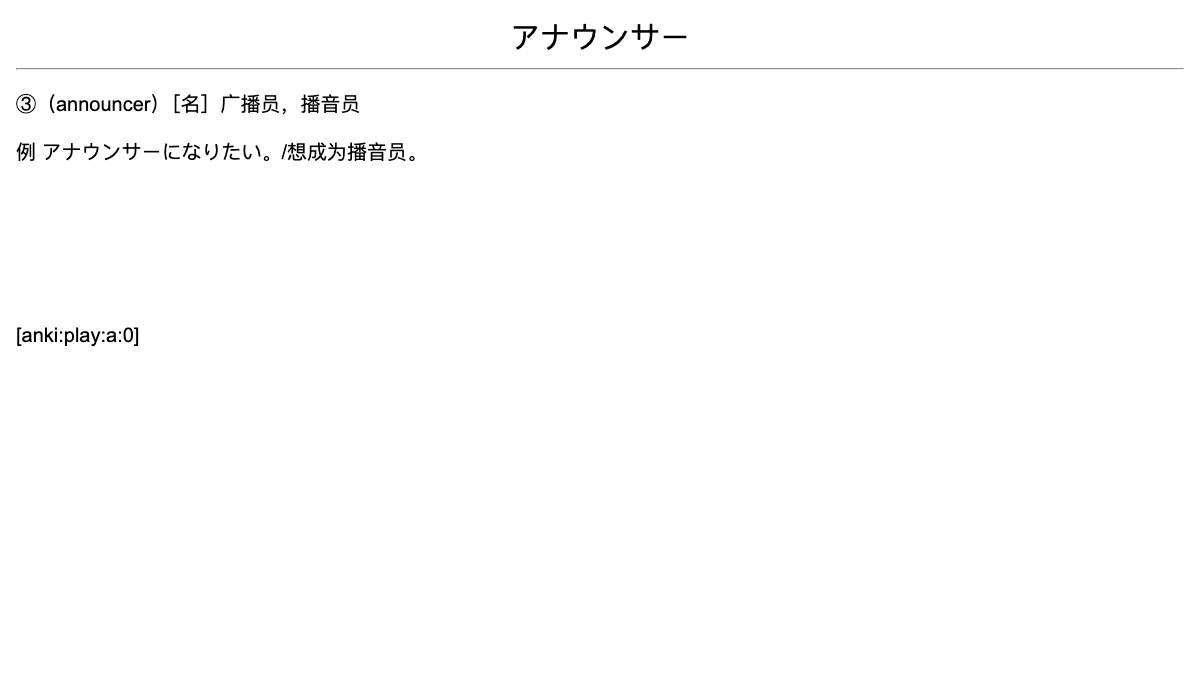 アナウンサー
③（announcer）［名］广播员，播音员
例 アナウンサーになりたい。/想成为播音员。
[anki:play:a:0]